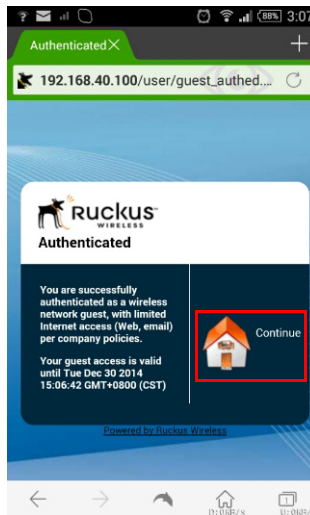 88% 3:07
Authenticated
192.168.40.100/user/guest_authed....
RUCKUS
WIRELESS
Authenticated
You are successfully
authenticated as a wireless
network guest, with limited
Internet access (Web, email)
per company policies.
Your guest access is valid
until Tue Dec 30 2014
15:06:42 GMT+0800 (CST)
Continue
Powered by Ruckus Wireless
1